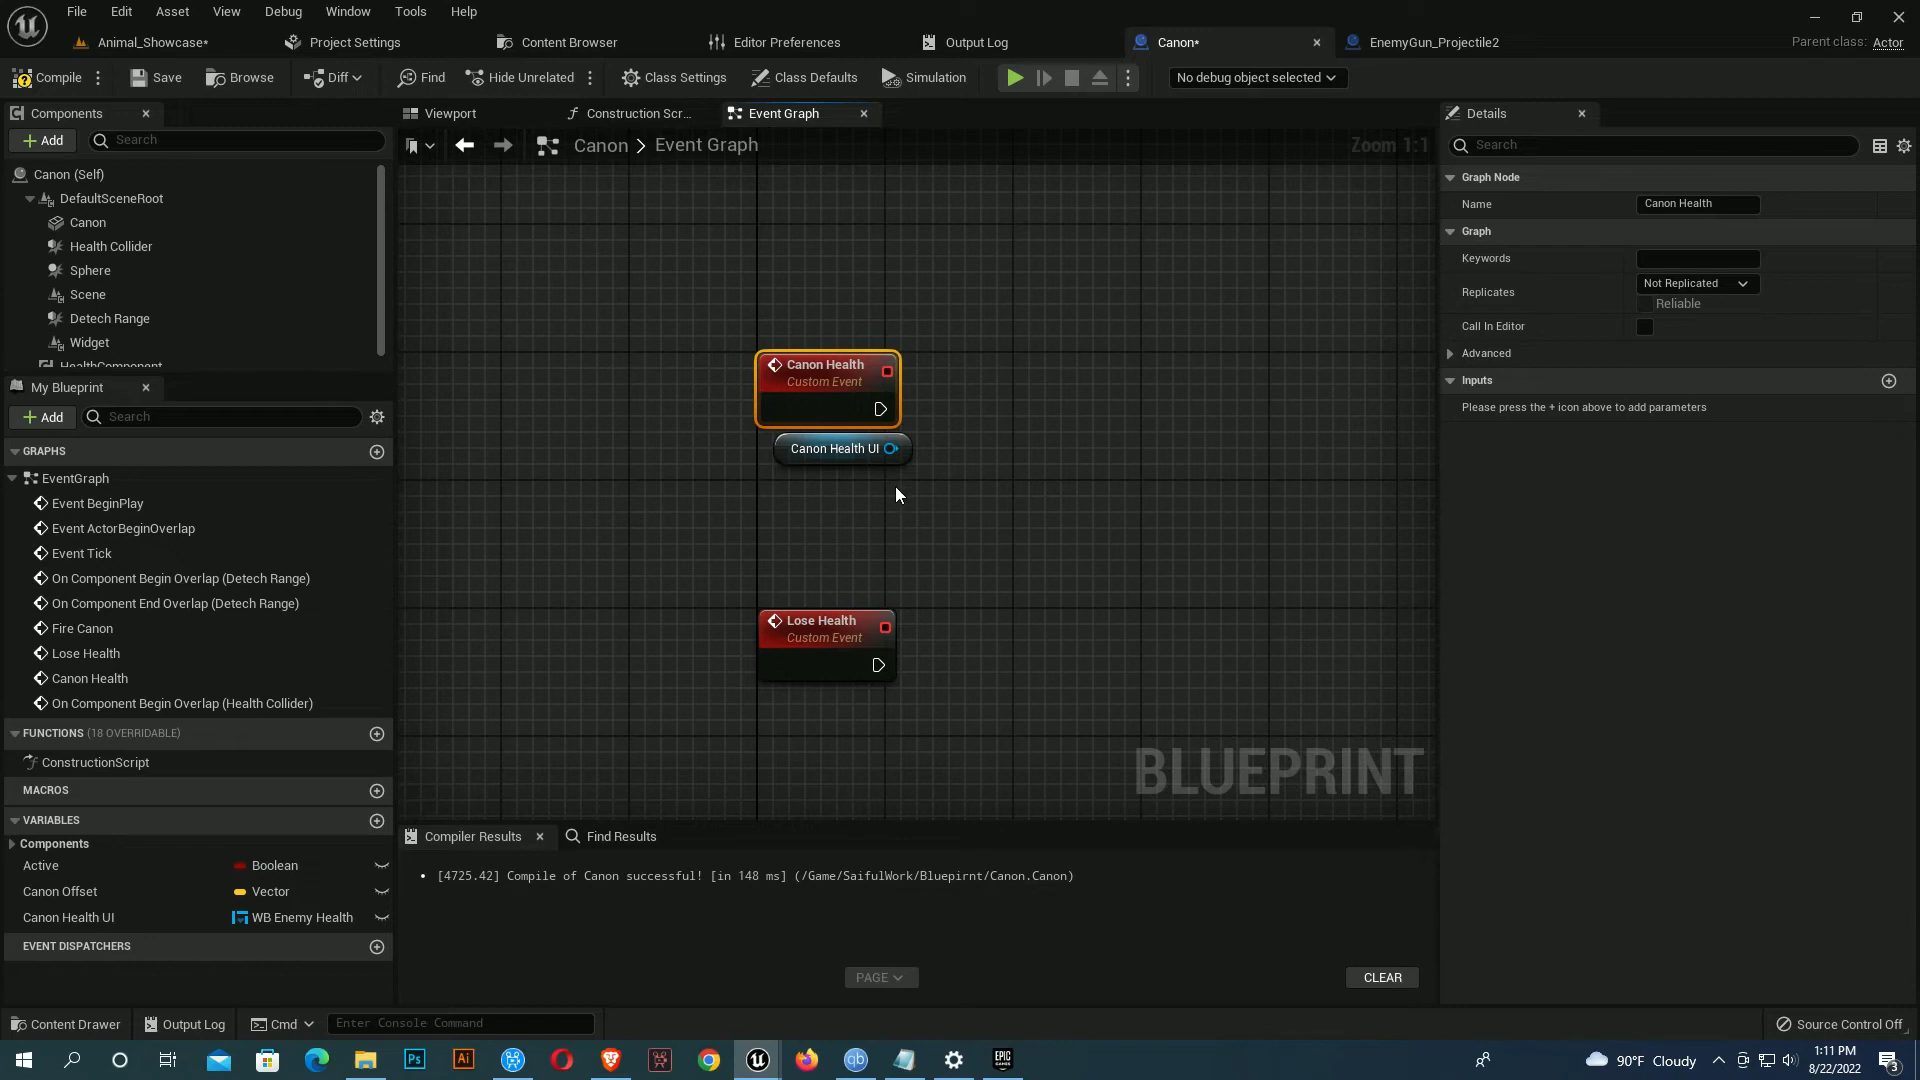 File Edit Asset View Debug Window Tools Help
Animal_Showcase* Project Settings Content Browser Editor Preferences Output Log Canon* EnemyGun_Projectile2 Parent class: Actor
Compile Save Browse Diff Find Hide Unrelated Class Settings Class Defaults Simulation No debug object selected
Components Viewport Construction Scr... Event Graph Details
Add Search Canon > Event Graph Zoom 1:1 Search
Canon (Self)
DefaultSceneRoot
Canon
Health Collider
Sphere
Scene
Detech Range
Widget
HealthComponent
My Blueprint
Add Search
GRAPHS
EventGraph
Event BeginPlay
Event ActorBeginOverlap
Event Tick
On Component Begin Overlap (Detech Range)
On Component End Overlap (Detech Range)
Fire Canon
Lose Health
Canon Health
On Component Begin Overlap (Health Collider)
FUNCTIONS (18 OVERRIDABLE)
ConstructionScript
MACROS
VARIABLES
Components
Active Boolean
Canon Offset Vector
Canon Health UI WB Enemy Health
EVENT DISPATCHERS
Canon Health
Custom Event
Canon Health UI
Lose Health
Custom Event
BLUEPRINT
Graph Node
Name Canon Health
Graph
Keywords
Replicates Not Replicated
Reliable
Call In Editor
Advanced
Inputs
Please press the + icon above to add parameters
Compiler Results Find Results
[4725.42] Compile of Canon successful! [in 148 ms] (/Game/SaifulWork/Bluepirnt/Canon.Canon)
PAGE CLEAR
Content Drawer Output Log Cmd Enter Console Command Source Control Off
Ps Ai qb EPIC GAMES 90°F Cloudy 1:11 PM
8/22/2022 3